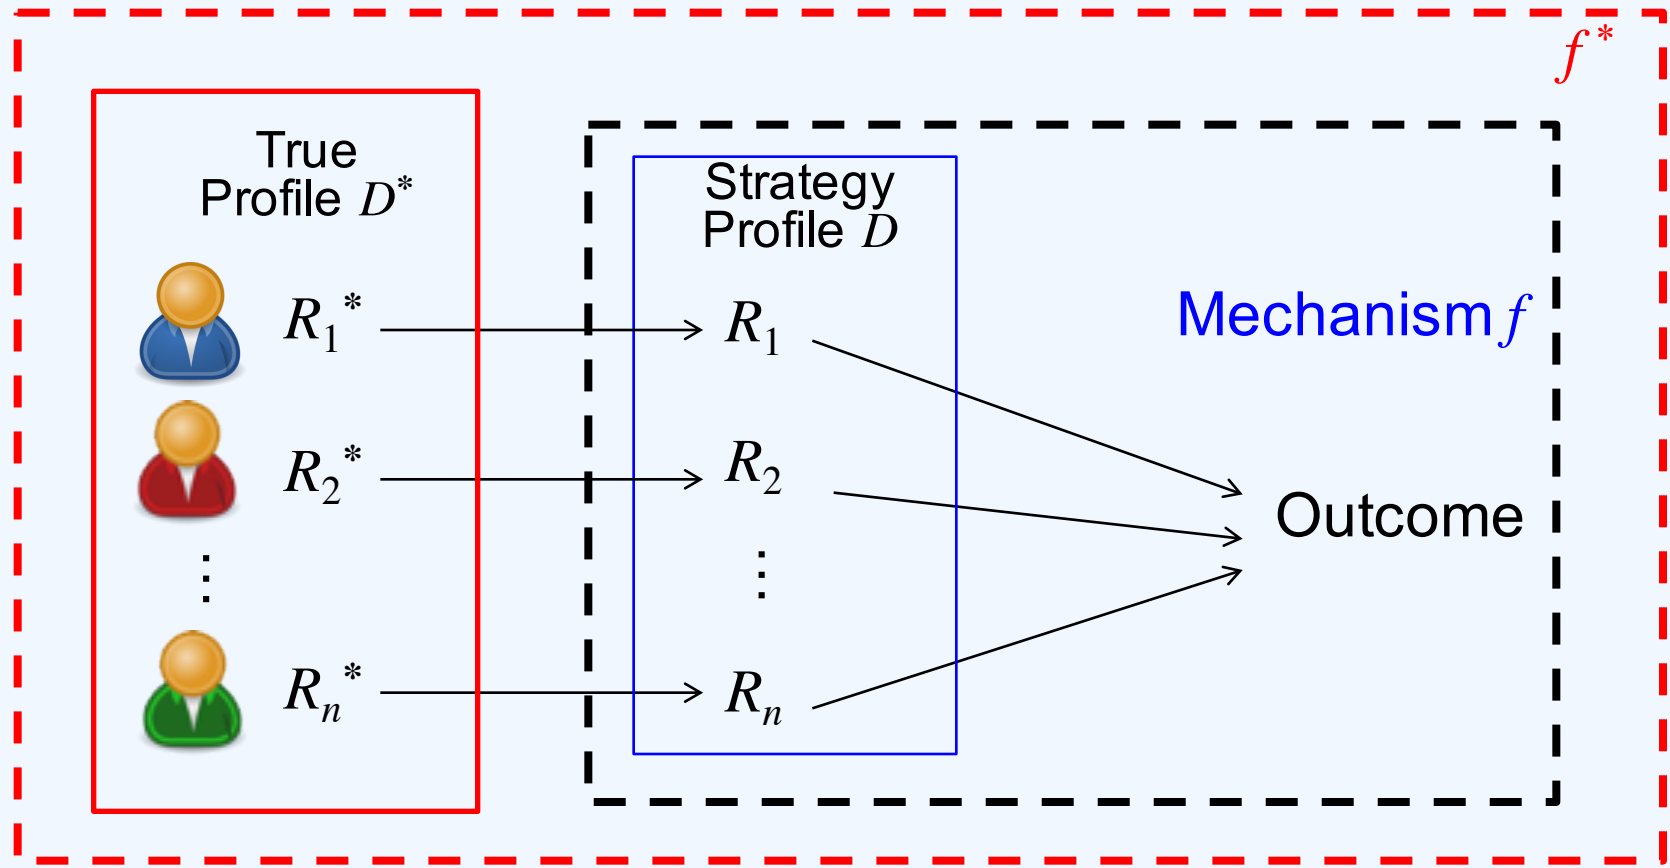 f*
True
Profile D*
Strategy
Profile D
Mechanism f
R₁*
R₁
R₂*
R₂
Outcome
⋮
⋮
Rₙ*
Rₙ